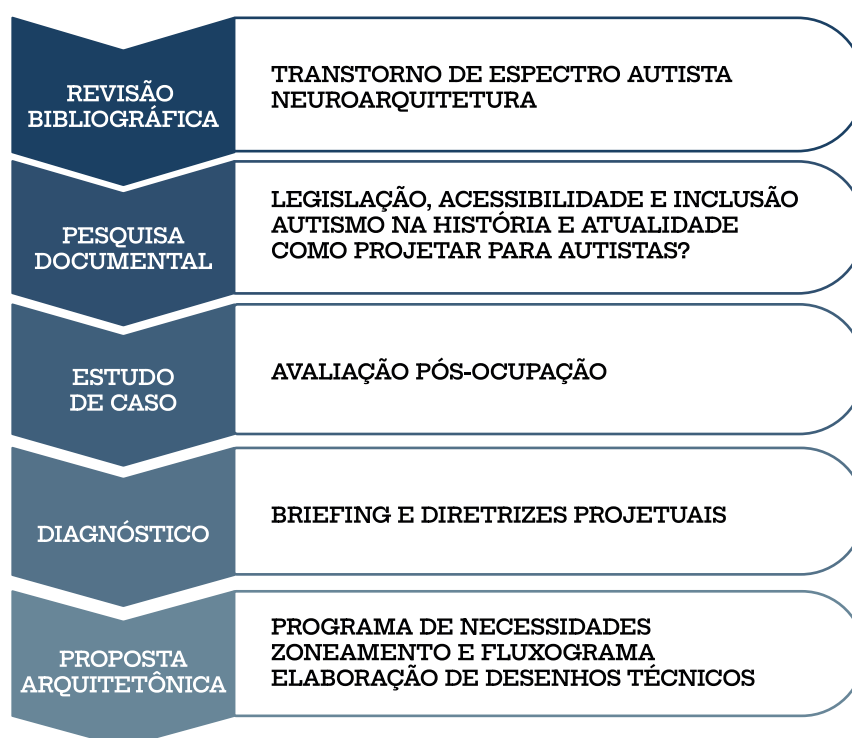 REVISÃO
BIBLIOGRÁFICA
TRANSTORNO DE ESPECTRO AUTISTA
NEUROARQUITETURA
PESQUISA
DOCUMENTAL
LEGISLAÇÃO, ACESSIBILIDADE E INCLUSÃO
AUTISMO NA HISTÓRIA E ATUALIDADE
COMO PROJETAR PARA AUTISTAS?
ESTUDO
DE CASO
AVALIAÇÃO PÓS-OCUPAÇÃO
DIAGNÓSTICO
BRIEFING E DIRETRIZES PROJETUAIS
PROPOSTA
ARQUITETÔNICA
PROGRAMA DE NECESSIDADES
ZONEAMENTO E FLUXOGRAMA
ELABORAÇÃO DE DESENHOS TÉCNICOS